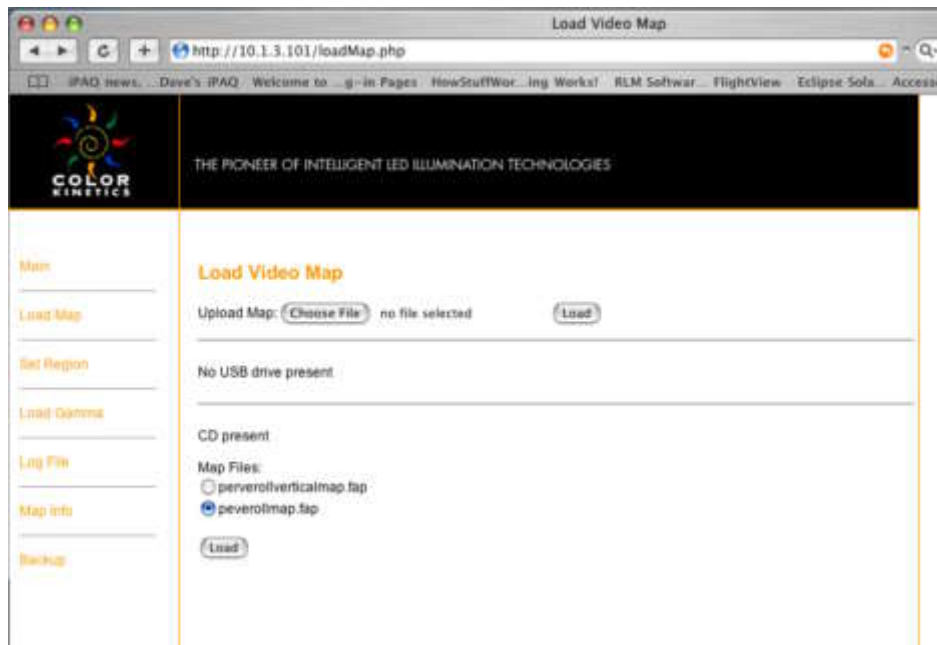 Load Video Map
http://10.1.3.101/loadMap.php
iPAQ news, ... Dave's iPAQ Welcome to ...g-in Pages HowStuffWor...ing Works! RLM Softwar... FlightView Eclipse Sola... Access
COLOR
KINETICS
THE PIONEER OF INTELLIGENT LED ILLUMINATION TECHNOLOGIES
Main
Load Map
Set Region
Load Gamma
Log File
Map Info
Backup
Load Video Map
Upload Map: Choose File no file selected Load
No USB drive present
CD present
Map Files:
perverollverticalmap.fap
peverollmap.fap
Load